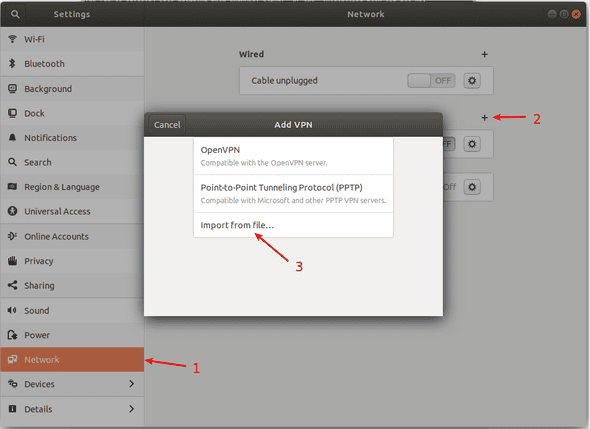 Settings
Network
Wi-Fi
Bluetooth
Background
Dock
Notifications
Search
Region & Language
Universal Access
Online Accounts
Privacy
Sharing
Sound
Power
Network
Devices
Details
1
Wired
+
Cable unplugged
OFF
+
2
FF
Off
Cancel
Add VPN
OpenVPN
Compatible with the OpenVPN server.
Point-to-Point Tunneling Protocol (PPTP)
Compatible with Microsoft and other PPTP VPN servers.
Import from file...
3